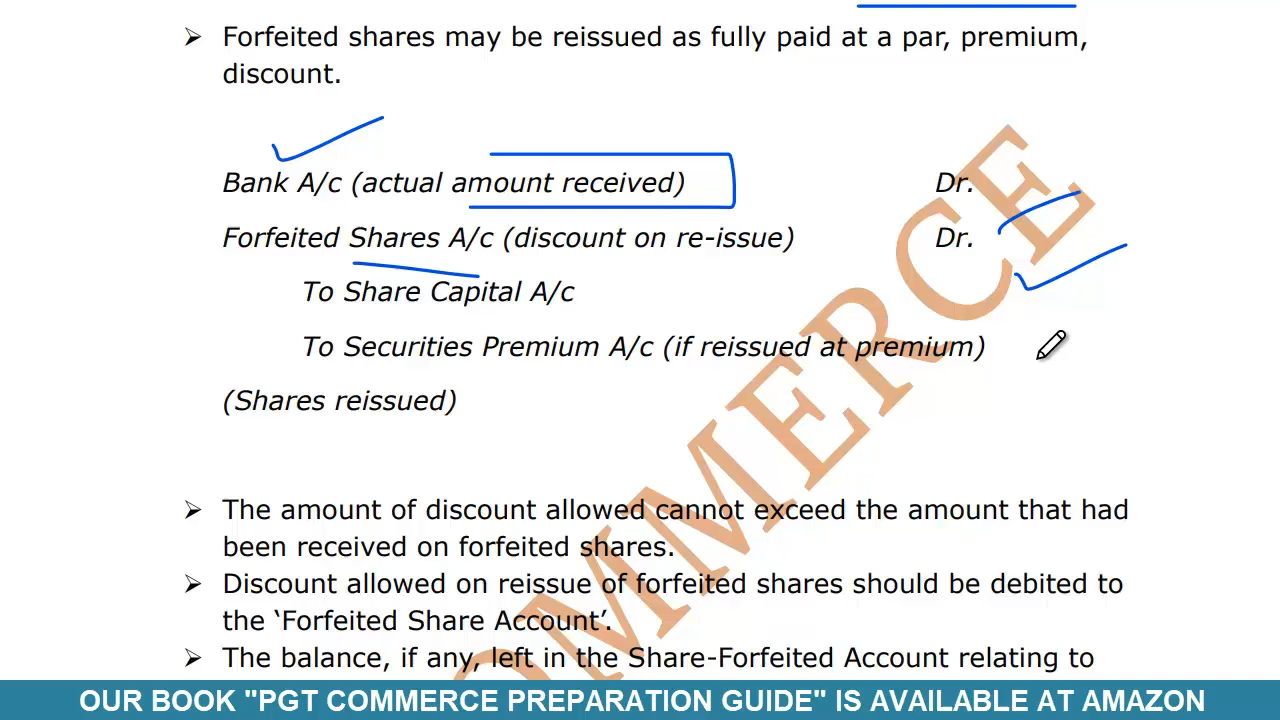 ➢ Forfeited shares may be reissued as fully paid at a par, premium,
discount.
Bank A/c (actual amount received) Dr.
Forfeited Shares A/c (discount on re-issue) Dr.
To Share Capital A/c
To Securities Premium A/c (if reissued at premium)
(Shares reissued)
➢ The amount of discount allowed cannot exceed the amount that had
been received on forfeited shares.
➢ Discount allowed on reissue of forfeited shares should be debited to
the ‘Forfeited Share Account’.
➢ The balance, if any, left in the Share-Forfeited Account relating to
OMMERCE
OUR BOOK "PGT COMMERCE PREPARATION GUIDE" IS AVAILABLE AT AMAZON